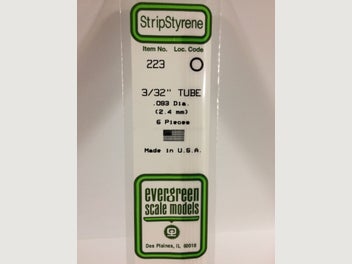 StripStyrene
Item No. Loc. Code
223
3/32" TUBE
.093 Dia.
(2.4 mm)
6 Pieces
Made In U.S.A.
evergreen
scale models
Des Plaines, IL 60018